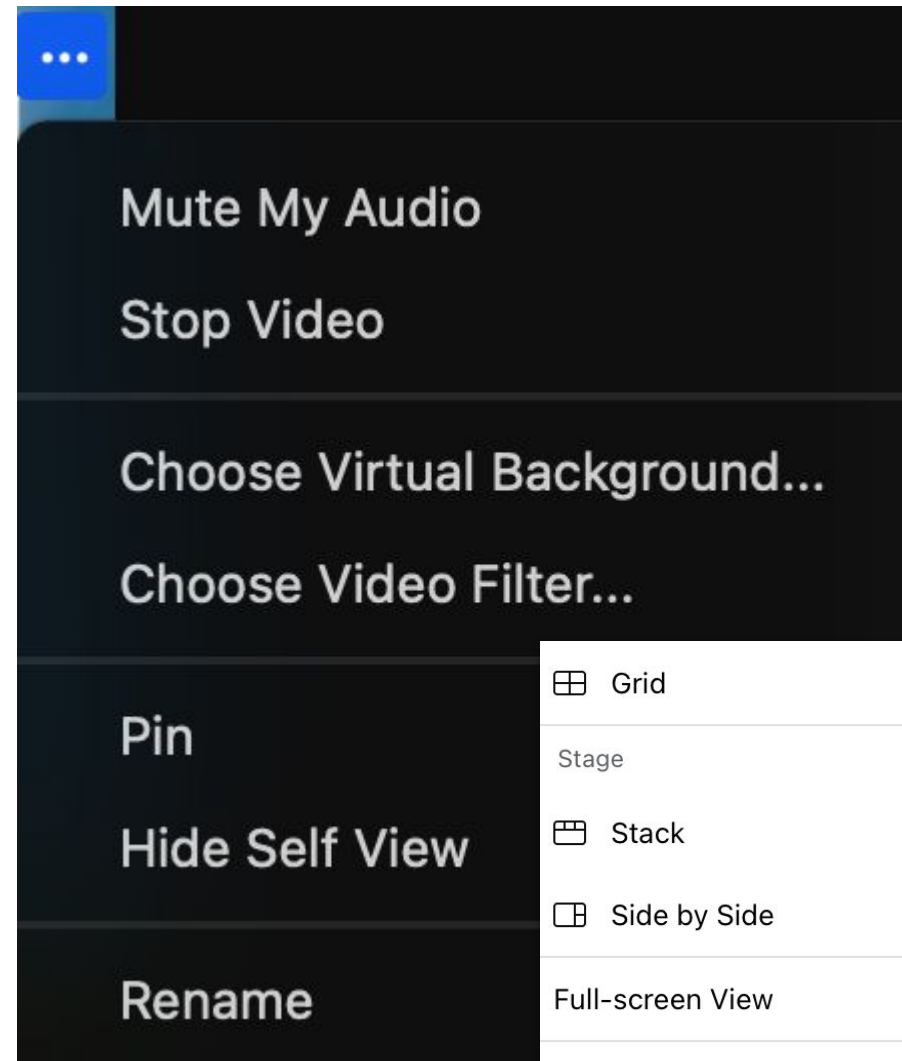 Mute My Audio
Stop Video
Choose Virtual Background...
Choose Video Filter...
Pin
Hide Self View
Rename
Grid
Stage
Stack
Side by Side
Full-screen View